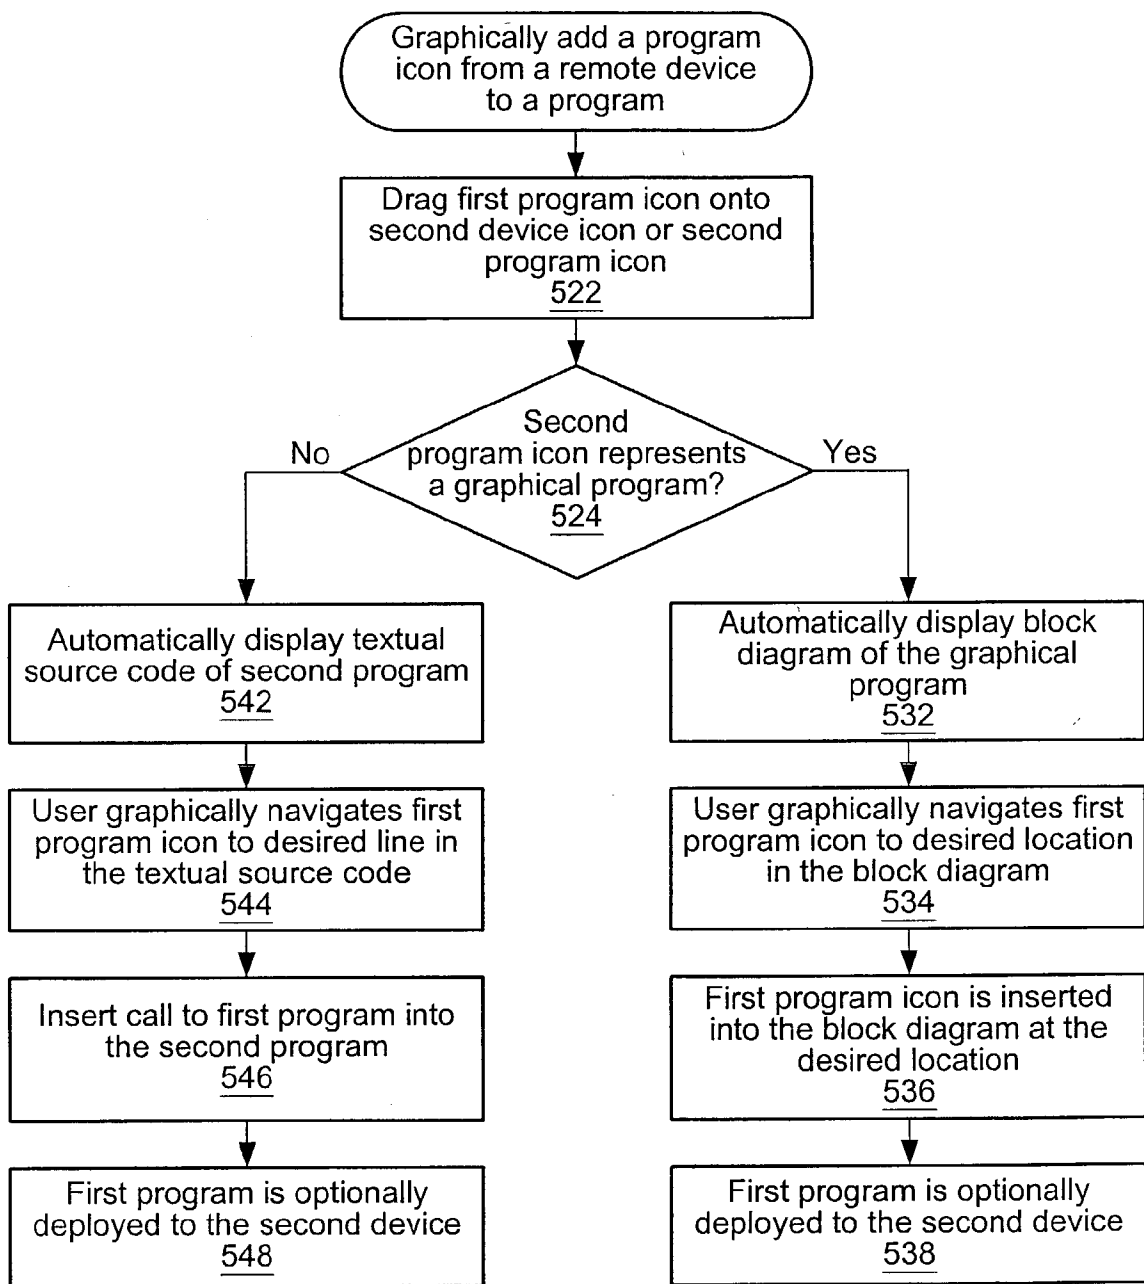 Graphically add a program
icon from a remote device
to a program
Drag first program icon onto
second device icon or second
program icon
522
Second
program icon represents
a graphical program?
524
No
Yes
Automatically display textual
source code of second program
542
User graphically navigates first
program icon to desired line in
the textual source code
544
Insert call to first program into
the second program
546
First program is optionally
deployed to the second device
548
Automatically display block
diagram of the graphical
program
532
User graphically navigates first
program icon to desired location
in the block diagram
534
First program icon is inserted
into the block diagram at the
desired location
536
First program is optionally
deployed to the second device
538